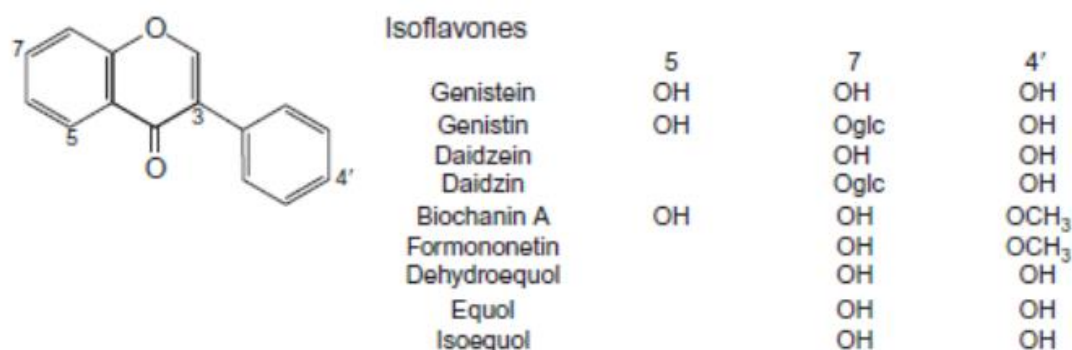 Isoflavones
O
7
5
3
O
4′
5 7 4′
Genistein OH OH OH
Genistin OH Oglc OH
Daidzein OH OH
Daidzin Oglc OH
Biochanin A OH OH OCH₃
Formononetin OH OCH₃
Dehydroequol OH OH
Equol OH OH
Isoequol OH OH